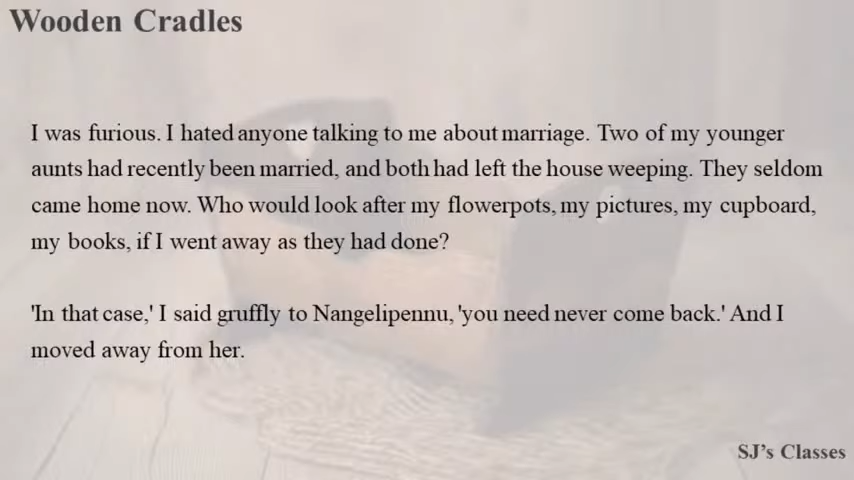 Wooden Cradles
I was furious. I hated anyone talking to me about marriage. Two of my younger
aunts had recently been married, and both had left the house weeping. They seldom
came home now. Who would look after my flowerpots, my pictures, my cupboard,
my books, if I went away as they had done?
'In that case,' I said gruffly to Nangelipennu, 'you need never come back.' And I
moved away from her.
SJ's Classes